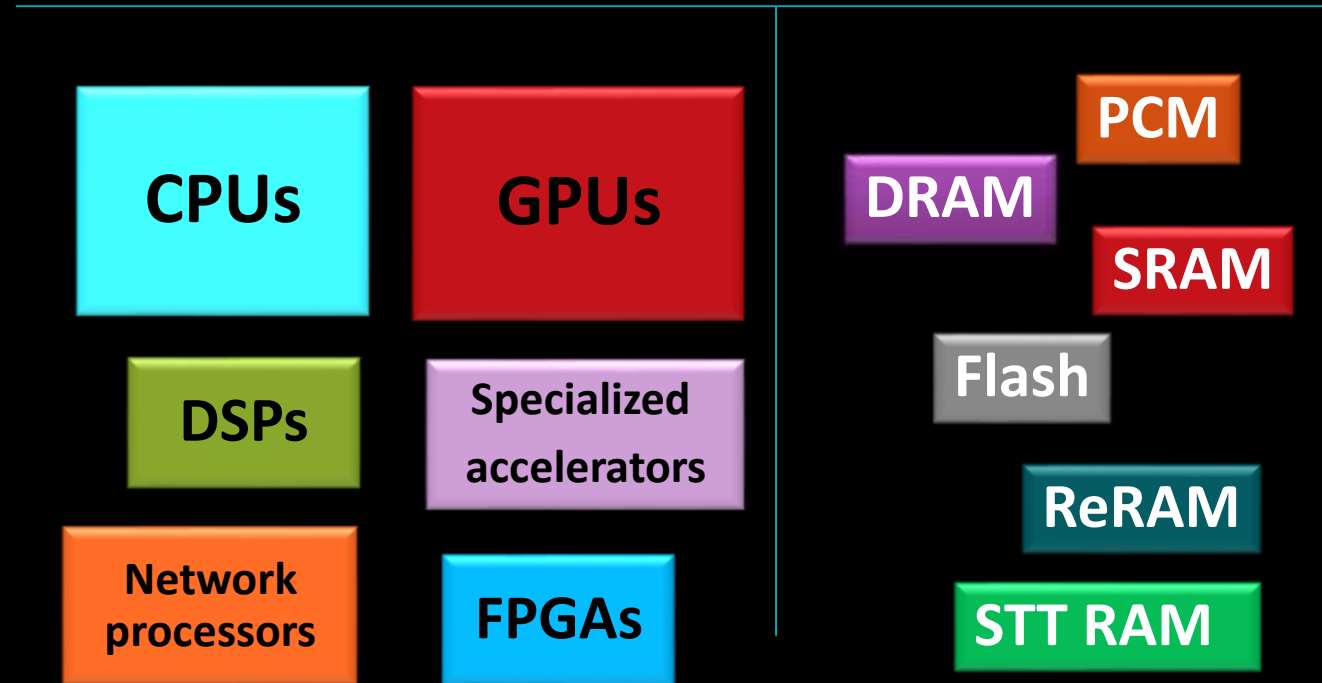 CPUs
GPUs
DSPs
Specialized
accelerators
Network
processors
FPGAs
PCM
DRAM
SRAM
Flash
ReRAM
STT RAM